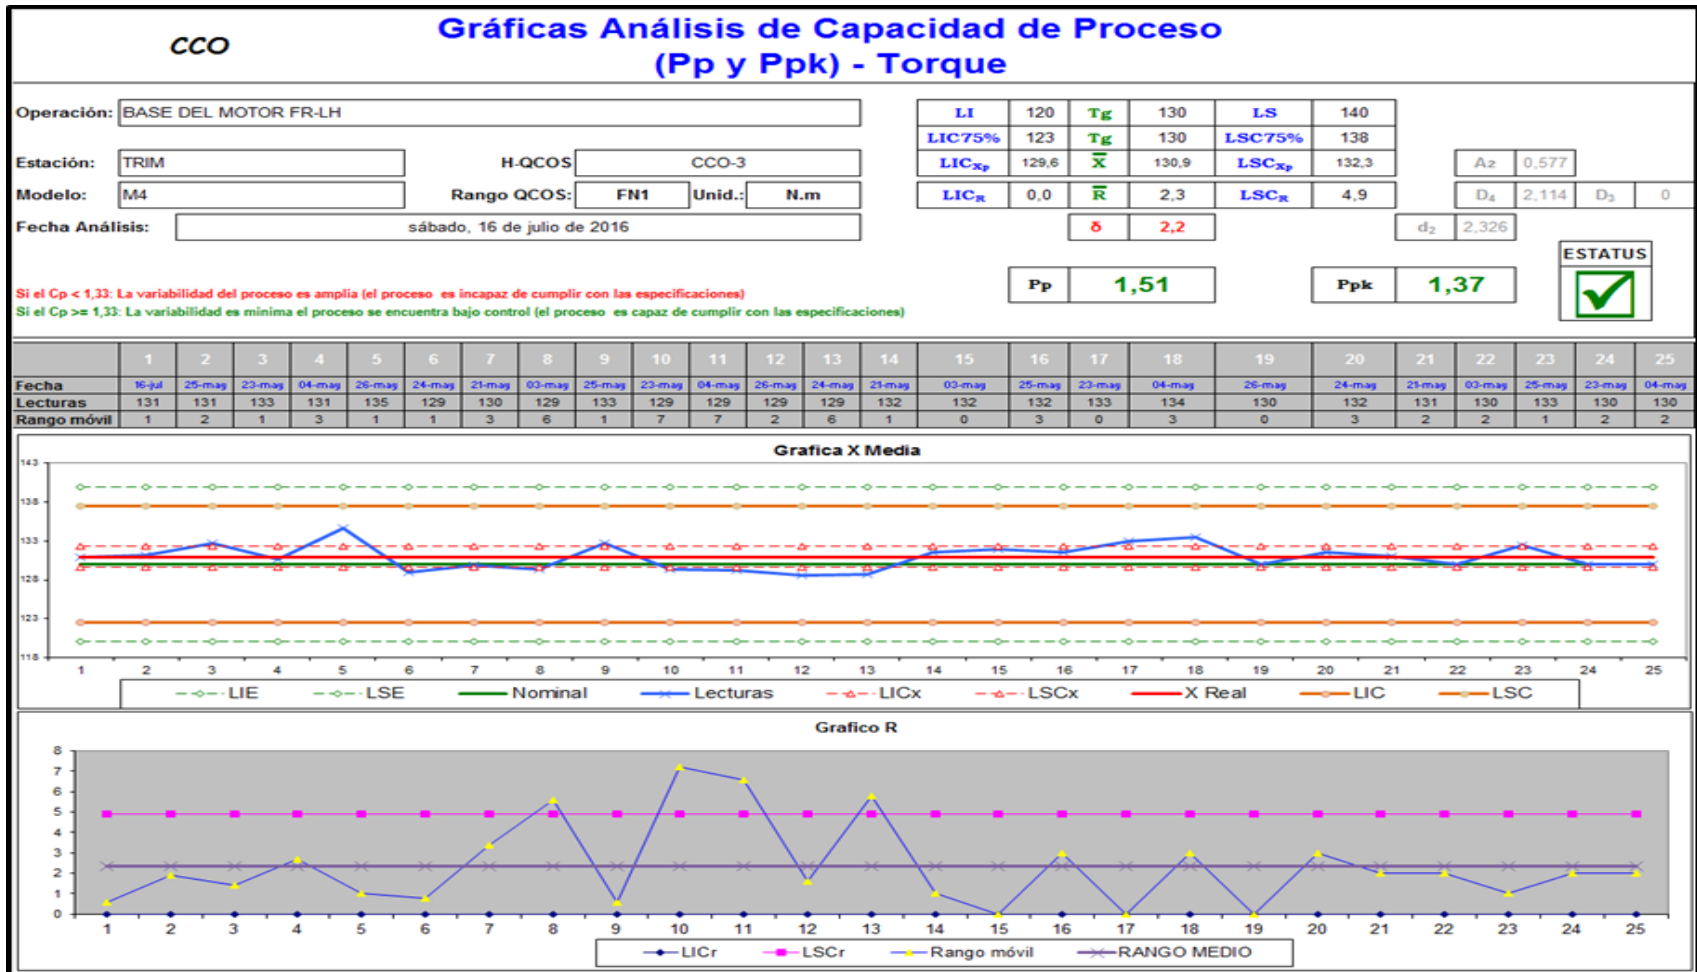 CCO
Gráficas Análisis de Capacidad de Proceso
(Pp y Ppk) - Torque
Operación: BASE DEL MOTOR FR-LH
LI 120 Tg 130 LS 140
LIC75% 123 Tg 130 LSC75% 138
Estación: TRIM H-QCOS CCO-3
LICXp 129,6 X̿ 130,9 LSCXp 132,3 A2 0,577
Modelo: M4 Rango QCOS: FN1 Unid.: N.m
LICR 0,0 R̄ 2,3 LSCR 4,9 D4 2,114 D3 0
Fecha Análisis: sábado, 16 de julio de 2016
δ 2,2 d2 2,326
ESTATUS
Pp 1,51 Ppk 1,37
Si el Cp < 1,33: La variabilidad del proceso es amplia (el proceso es incapaz de cumplir con las especificaciones)
Si el Cp >= 1,33: La variabilidad es minima el proceso se encuentra bajo control (el proceso es capaz de cumplir con las especificaciones)
1 2 3 4 5 6 7 8 9 10 11 12 13 14 15 16 17 18 19 20 21 22 23 24 25
Fecha 16-jul 25-may 23-may 04-may 26-may 24-may 21-may 03-may 25-may 23-may 04-may 26-may 24-may 21-may 03-may 25-may 23-may 04-may 26-may 24-may 21-may 03-may 25-may 23-may 04-may
Lecturas 131 131 133 131 135 129 130 129 133 129 129 129 129 132 132 132 133 134 130 132 131 130 133 130 130
Rango móvil 1 2 1 3 1 1 3 6 1 7 7 2 6 1 0 3 0 3 0 3 2 2 1 2 2
Grafica X Media
143
138
133
128
123
118
1 2 3 4 5 6 7 8 9 10 11 12 13 14 15 16 17 18 19 20 21 22 23 24 25
LIE LSE Nominal Lecturas LICx LSCx X Real LIC LSC
Grafico R
8
7
6
5
4
3
2
1
0
1 2 3 4 5 6 7 8 9 10 11 12 13 14 15 16 17 18 19 20 21 22 23 24 25
LICr LSCr Rango móvil RANGO MEDIO